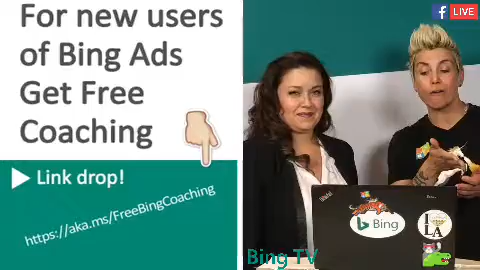 For new users
of Bing Ads
Get Free
Coaching
Link drop!
https://aka.ms/FreeBingCoaching
LIVE
Bing
I LA
Bing TV